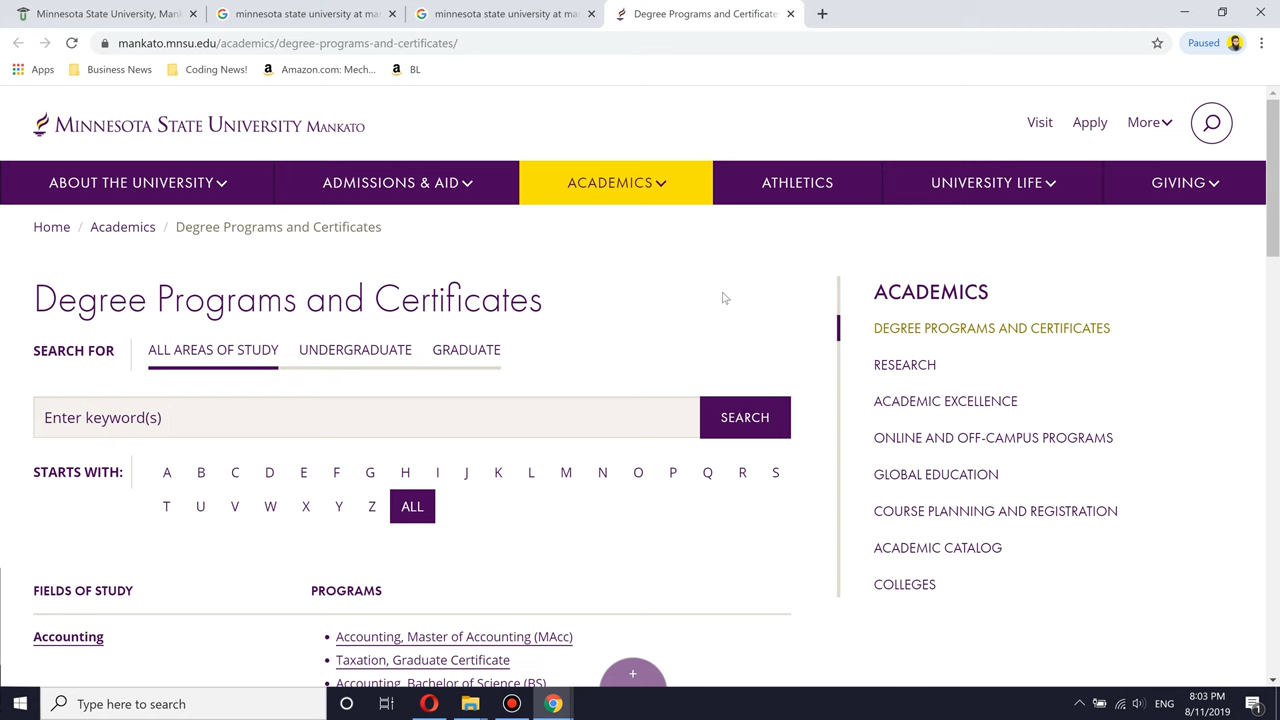 Minnesota State University, Mank
minnesota state university at ma
minnesota state university at ma
Degree Programs and Certificates
mankato.mnsu.edu/academics/degree-programs-and-certificates/
Paused
Apps
Business News
Coding News!
Amazon.com: Mech...
BL
MINNESOTA STATE UNIVERSITY MANKATO
Visit
Apply
More
ABOUT THE UNIVERSITY
ADMISSIONS & AID
ACADEMICS
ATHLETICS
UNIVERSITY LIFE
GIVING
Home / Academics / Degree Programs and Certificates
Degree Programs and Certificates
SEARCH FOR
ALL AREAS OF STUDY
UNDERGRADUATE
GRADUATE
Enter keyword(s)
SEARCH
STARTS WITH:
A B C D E F G H I J K L M N O P Q R S
T U V W X Y Z ALL
FIELDS OF STUDY
PROGRAMS
Accounting
• Accounting, Master of Accounting (MAcc)
• Taxation, Graduate Certificate
Accounting, Bachelor of Science (BS)
+
ACADEMICS
DEGREE PROGRAMS AND CERTIFICATES
RESEARCH
ACADEMIC EXCELLENCE
ONLINE AND OFF-CAMPUS PROGRAMS
GLOBAL EDUCATION
COURSE PLANNING AND REGISTRATION
ACADEMIC CATALOG
COLLEGES
Type here to search
ENG
8:03 PM
8/11/2019
1